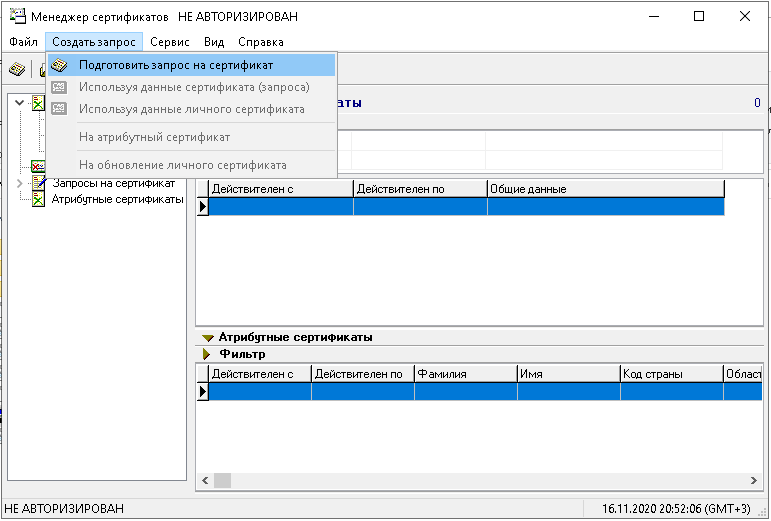 Менеджер сертификатов НЕ АВТОРИЗИРОВАН
Файл Создать запрос Сервис Вид Справка
Подготовить запрос на сертификат
Используя данные сертификата (запроса)
Используя данные личного сертификата
На атрибутный сертификат
На обновление личного сертификата
аты 0
Запросы на сертификат
Атрибутные сертификаты
Действителен с Действителен по Общие данные
Атрибутные сертификаты
Фильтр
Действителен с Действителен по Фамилия Имя Код страны Област
НЕ АВТОРИЗИРОВАН 16.11.2020 20:52:06 (GMT+3)